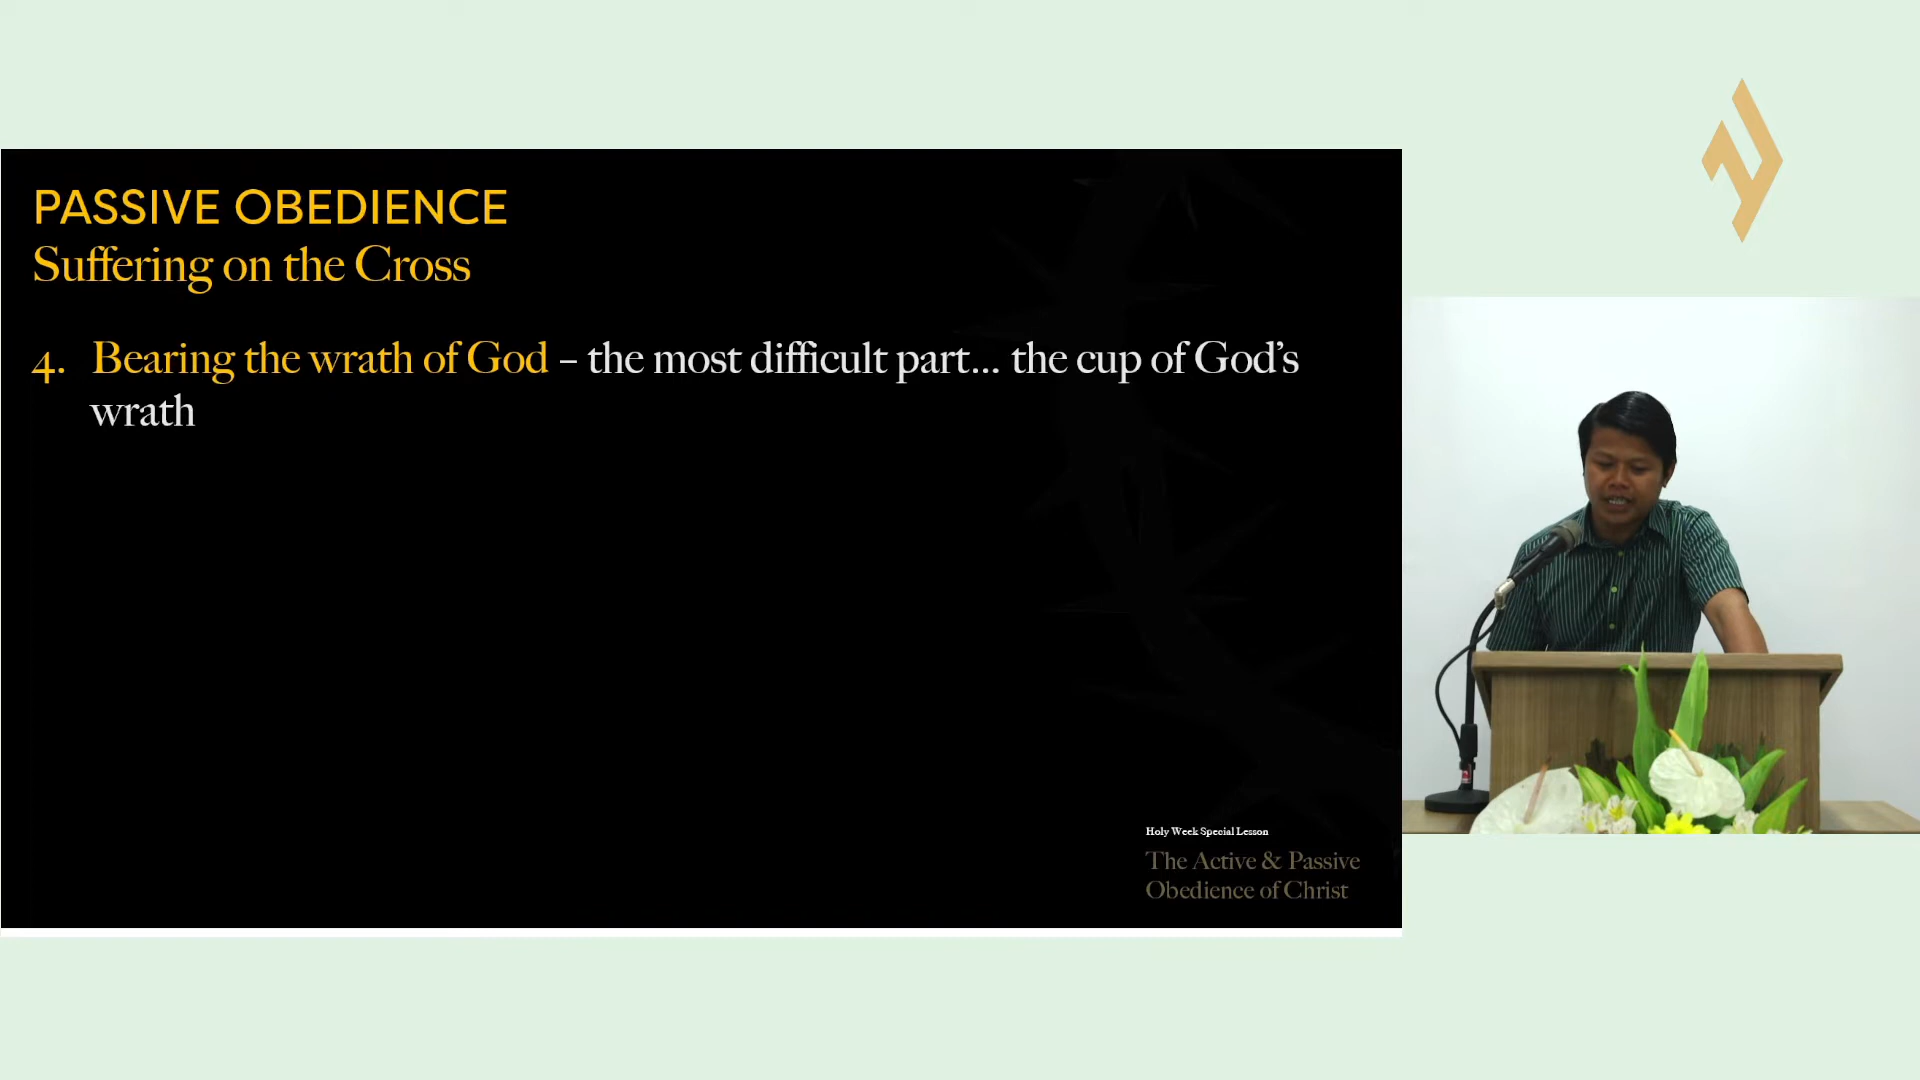 PASSIVE OBEDIENCE
Suffering on the Cross
4. Bearing the wrath of God – the most difficult part... the cup of God’s
wrath
Holy Week Special Lesson
The Active & Passive
Obedience of Christ